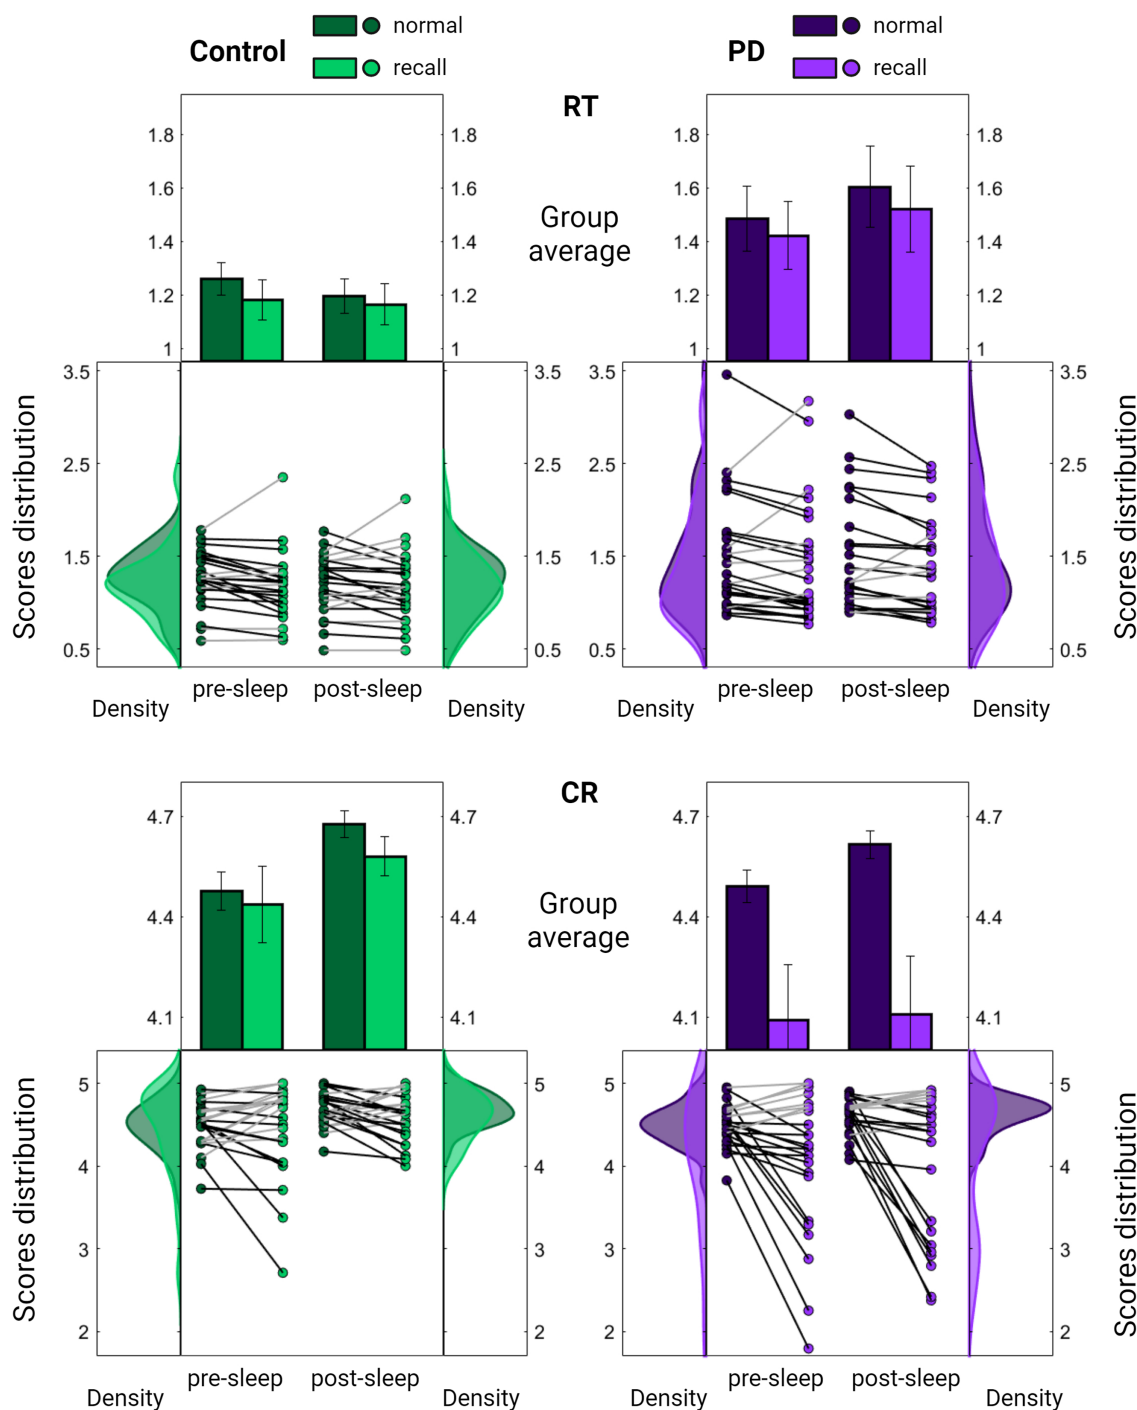 Control
normal
recall
PD
normal
recall
RT
1.8
1.6
1.4
1.2
1
1.8
1.6
1.4
1.2
1
Group
average
1.8
1.6
1.4
1.2
1
1.8
1.6
1.4
1.2
1
Scores distribution
3.5
2.5
1.5
0.5
3.5
2.5
1.5
0.5
3.5
2.5
1.5
0.5
3.5
2.5
1.5
0.5
Scores distribution
pre-sleep
post-sleep
pre-sleep
post-sleep
Density
Density
Density
Density
CR
4.7
4.4
4.1
4.7
4.4
4.1
Group
average
4.7
4.4
4.1
4.7
4.4
4.1
Scores distribution
5
4
3
2
5
4
3
2
5
4
3
2
5
4
3
2
Scores distribution
pre-sleep
post-sleep
pre-sleep
post-sleep
Density
Density
Density
Density